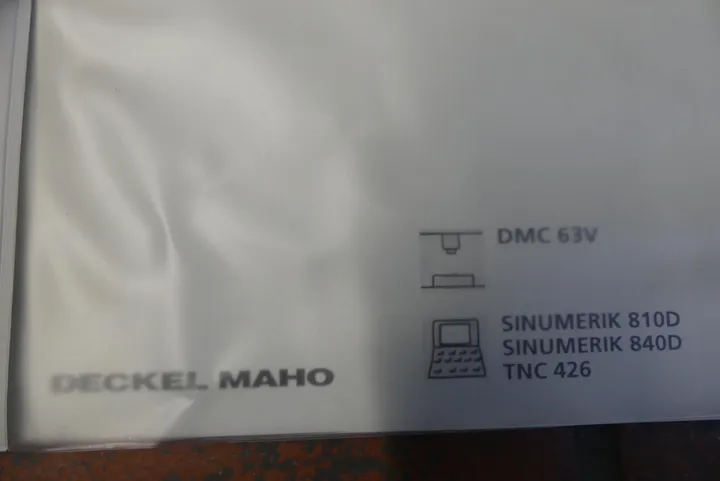 DMC 63V
SINUMERIK 810D
SINUMERIK 840D
TNC 426
DECKEL MAHO